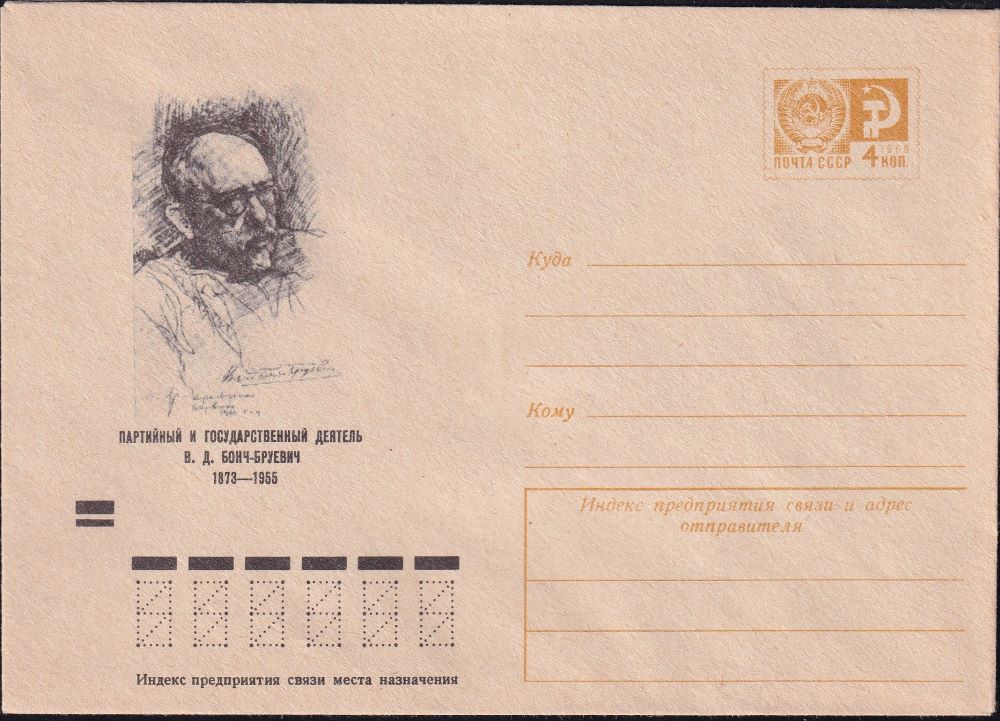 ПАРТИЙНЫЙ И ГОСУДАРСТВЕННЫЙ ДЕЯТЕЛЬ
В. Д. БОНЧ-БРУЕВИЧ
1873—1955
Индекс предприятия связи места назначения
ПОЧТА СССР
1966
4 КОП.
Куда
Кому
Индекс предприятия связи и адрес
отправителя